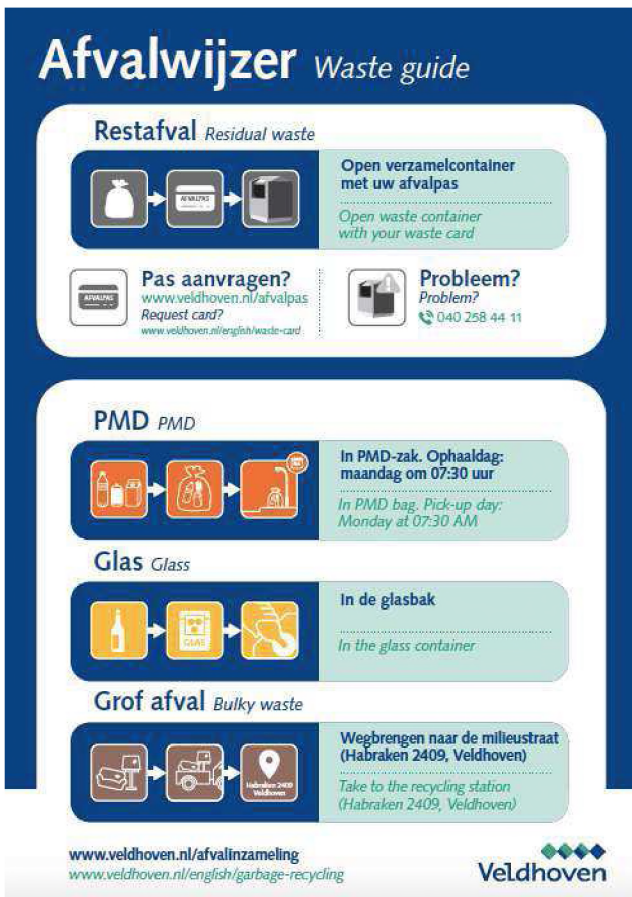 Afvalwijzer Waste guide
Restafval Residual waste
AFVALPAS
Open verzamelcontainer
met uw afvalpas
Open waste container
with your waste card
AFVALPAS
Pas aanvragen?
www.veldhoven.nl/afvalpas
Request card?
www.veldhoven.nl/english/waste-card
Probleem?
Problem?
040 258 44 11
PMD PMD
In PMD-zak. Ophaaldag:
maandag om 07:30 uur
In PMD bag. Pick-up day:
Monday at 07:30 AM
Glas Glass
GLAS
In de glasbak
In the glass container
Grof afval Bulky waste
Habraken 2409
Veldhoven
Wegbrengen naar de milieustraat
(Habraken 2409, Veldhoven)
Take to the recycling station
(Habraken 2409, Veldhoven)
www.veldhoven.nl/afvalinzameling
www.veldhoven.nl/english/garbage-recycling
Veldhoven